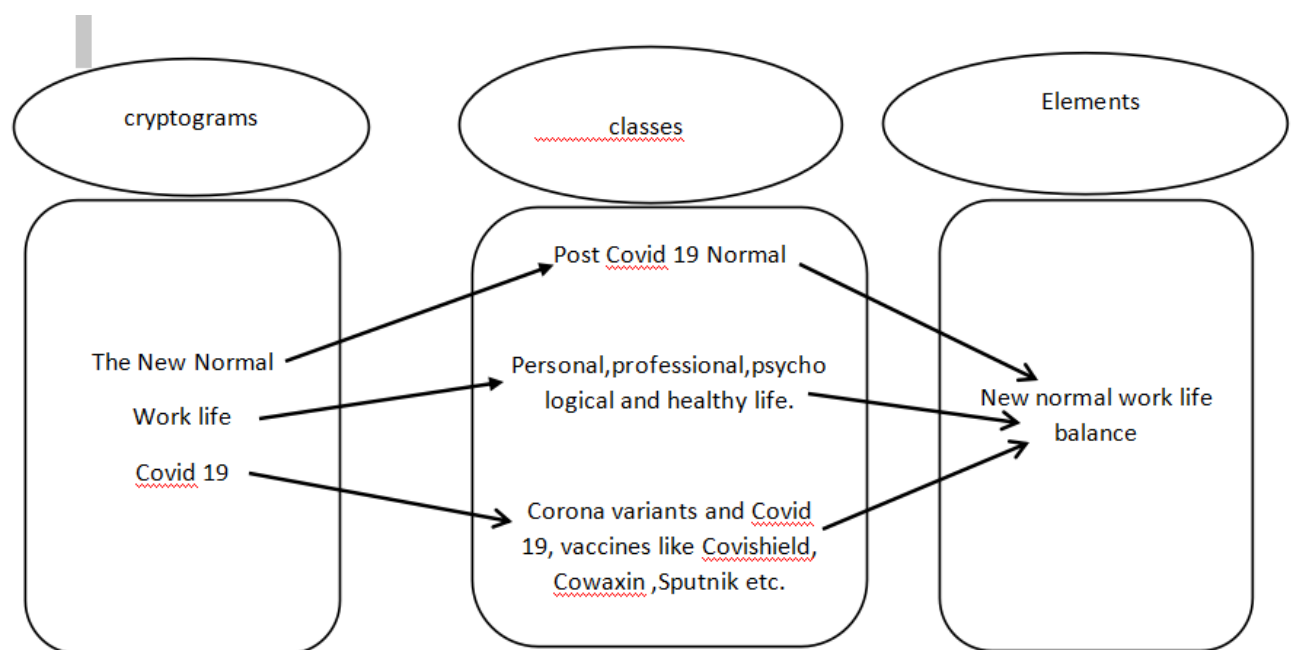 cryptograms
classes
Elements
The New Normal
Work life
Covid 19
Post Covid 19 Normal
Personal,professional,psycho
logical and healthy life.
Corona variants and Covid
19, vaccines like Covishield,
Cowaxin ,Sputnik etc.
New normal work life
balance